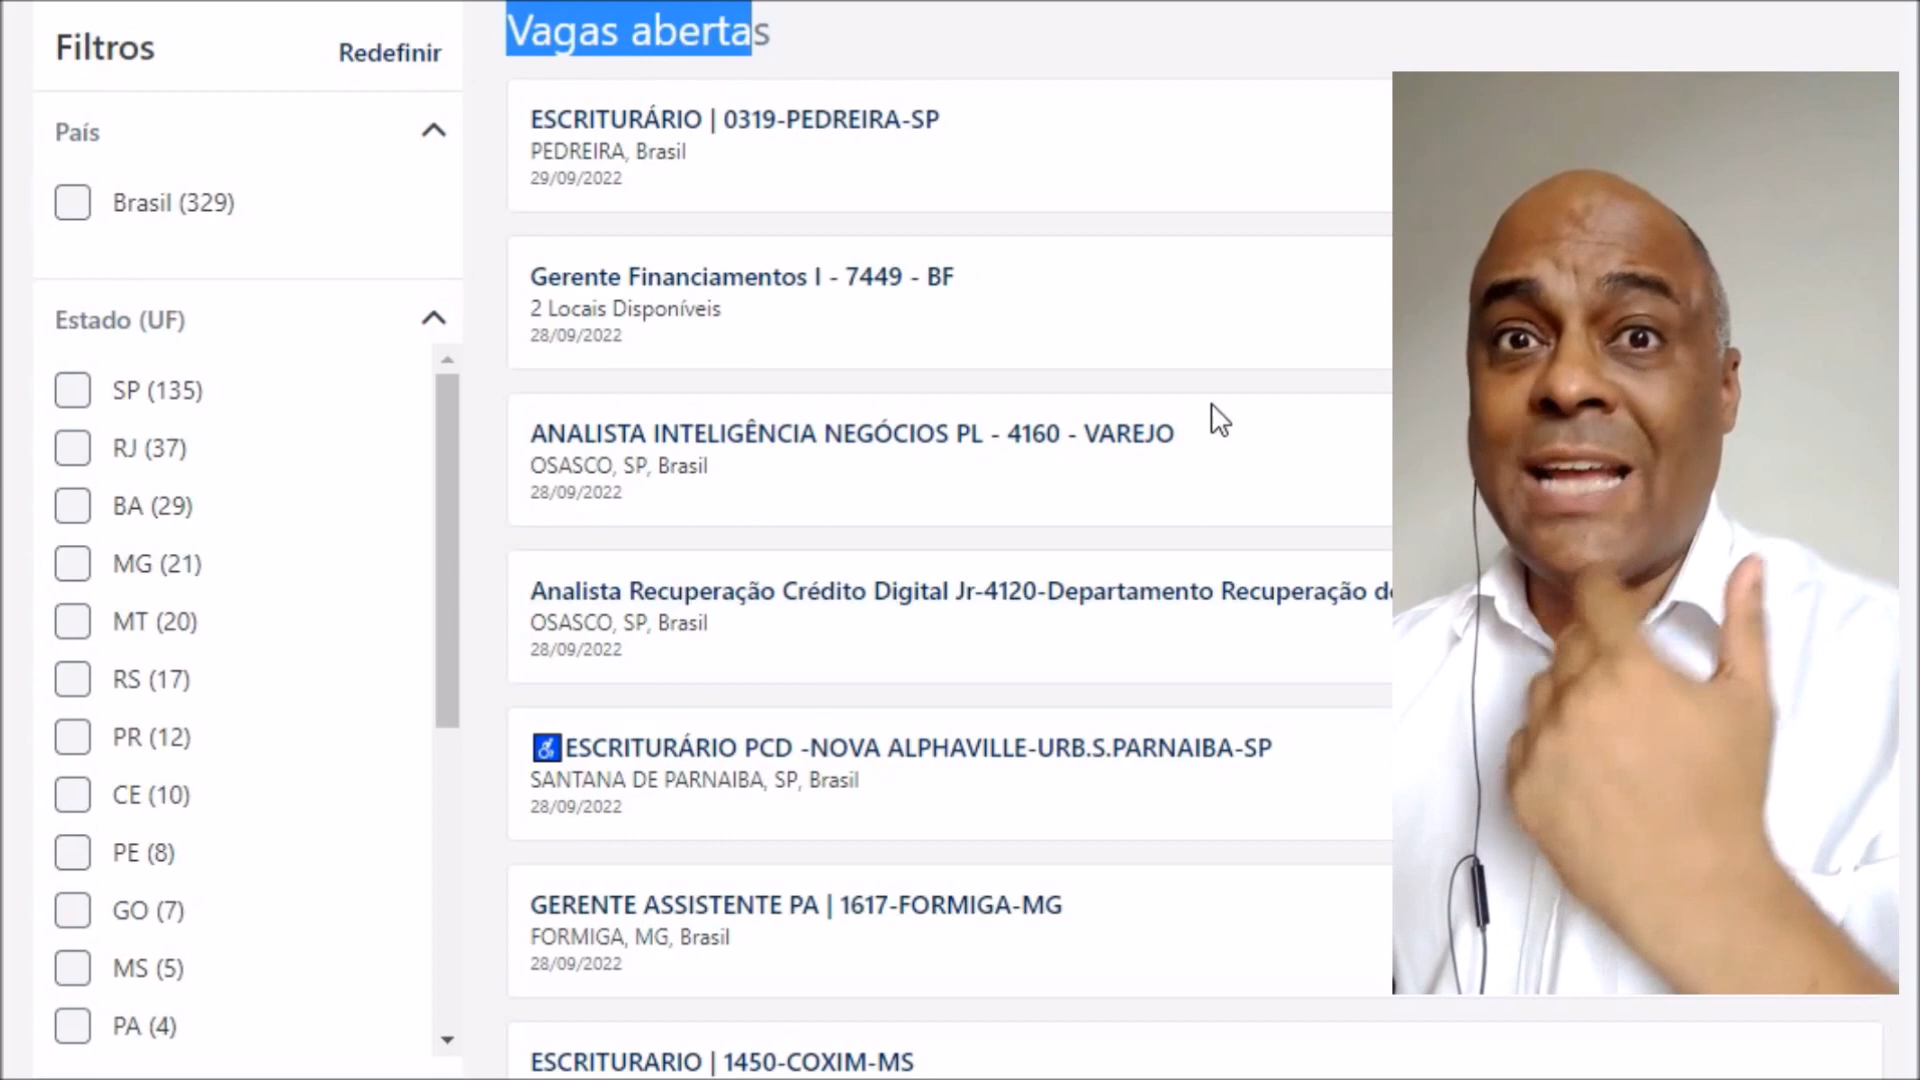 Filtros
Redefinir
País
Brasil (329)
Estado (UF)
SP (135)
RJ (37)
BA (29)
MG (21)
MT (20)
RS (17)
PR (12)
CE (10)
PE (8)
GO (7)
MS (5)
PA (4)
Vagas abertas
ESCRITURÁRIO | 0319-PEDREIRA-SP
PEDREIRA, Brasil
29/09/2022
Gerente Financiamentos I - 7449 - BF
2 Locais Disponíveis
28/09/2022
ANALISTA INTELIGÊNCIA NEGÓCIOS PL - 4160 - VAREJO
OSASCO, SP, Brasil
28/09/2022
Analista Recuperação Crédito Digital Jr-4120-Departamento Recuperação de
OSASCO, SP, Brasil
28/09/2022
ESCRITURÁRIO PCD -NOVA ALPHAVILLE-URB.S.PARNAIBA-SP
SANTANA DE PARNAIBA, SP, Brasil
28/09/2022
GERENTE ASSISTENTE PA | 1617-FORMIGA-MG
FORMIGA, MG, Brasil
28/09/2022
ESCRITURARIO | 1450-COXIM-MS